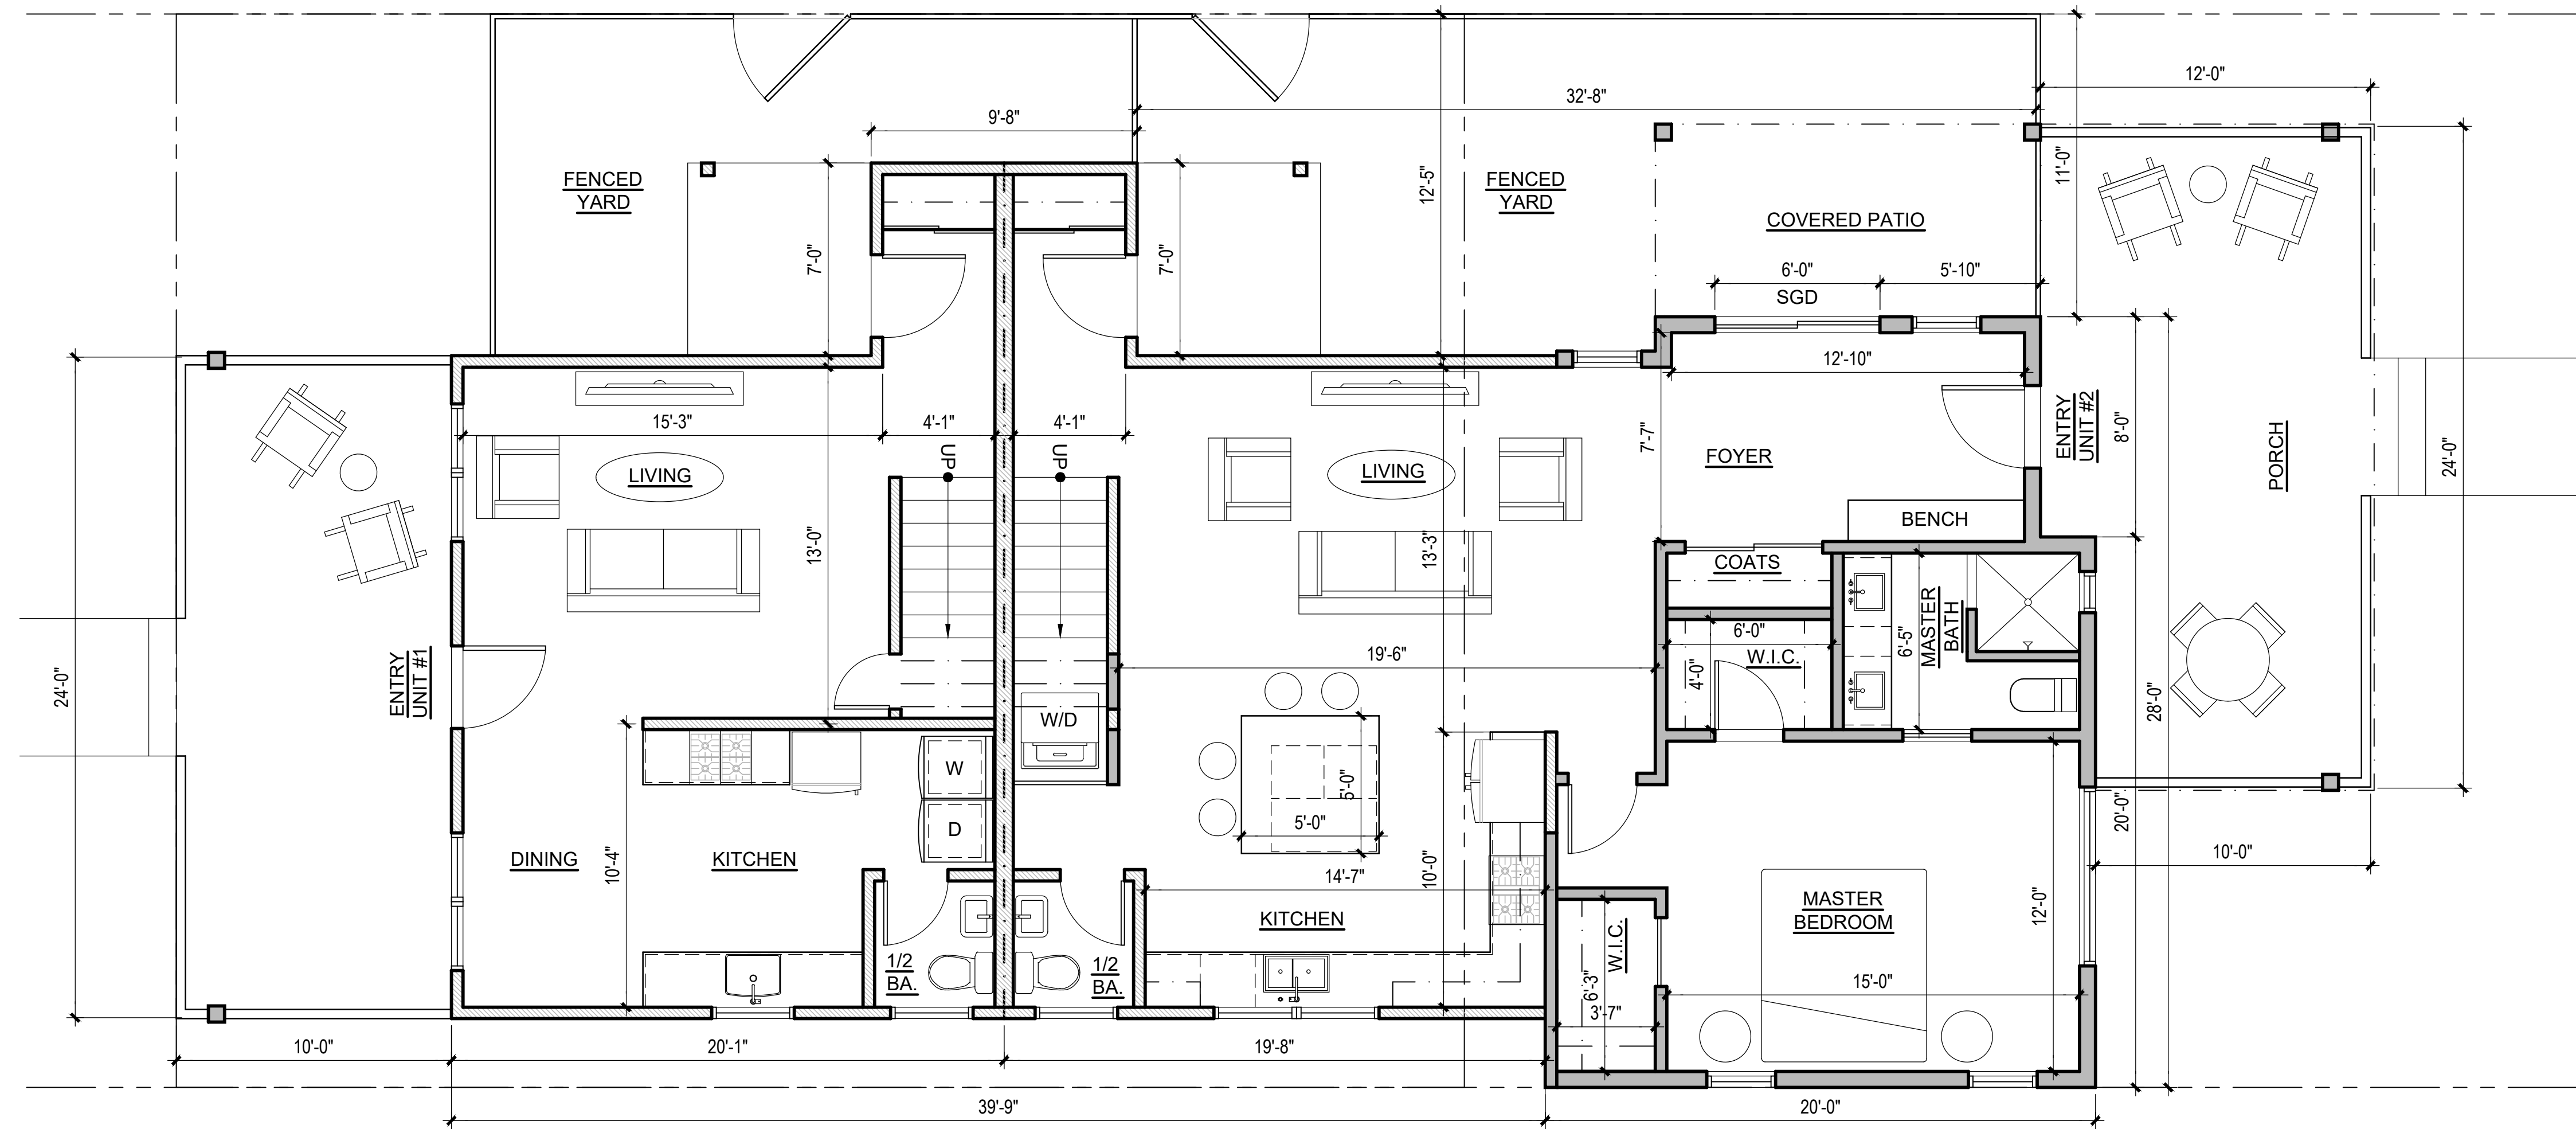 12'-0"
32'-8"
9'-8"
FENCED
YARD
FENCED
YARD
12'-5"
11'-0"
COVERED PATIO
7'-0"
7'-0"
6'-0"
5'-10"
SGD
12'-10"
15'-3"
4'-1"
4'-1"
UP
UP
LIVING
LIVING
7'-7"
FOYER
ENTRY
UNIT #2
8'-0"
PORCH
24'-0"
BENCH
13'-0"
13'-3"
COATS
MASTER
BATH
6'-5"
6'-0"
W.I.C.
4'-0"
19'-6"
24'-0"
ENTRY
UNIT #1
28'-0"
W/D
W
D
5'-0"
5'-0"
20'-0"
DINING
KITCHEN
10'-4"
14'-7"
10'-0"
10'-0"
KITCHEN
MASTER
BEDROOM
12'-0"
W.I.C.
1/2
BA.
1/2
BA.
6'-3"
3'-7"
15'-0"
10'-0"
20'-1"
19'-8"
39'-9"
20'-0"